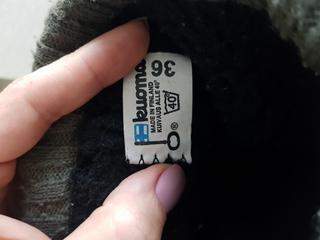 kuoma
MADE IN FINLAND
KUIVAUS ALLE 40°
36
40°
®